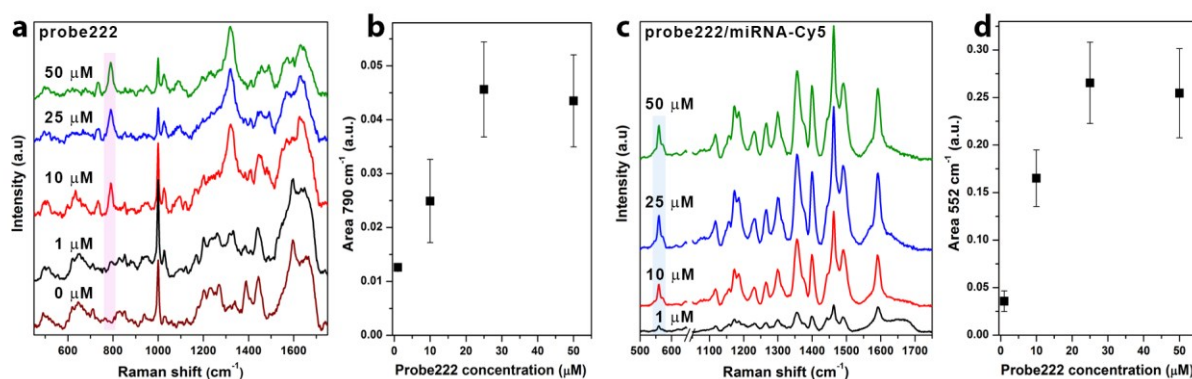 a
probe222
50 μM
25 μM
10 μM
1 μM
0 μM
Intensity (a.u)
600 800 1000 1200 1400 1600
Raman shift (cm-1)
b
Area 790 cm-1 (a.u.)
0.05
0.04
0.03
0.02
0.01
0.00
0 10 20 30 40 50
Probe222 concentration (μM)
c
probe222/miRNA-Cy5
50 μM
25 μM
10 μM
1 μM
Intensity (a.u.)
500 600 1100 1200 1300 1400 1500 1600 1700
Raman shift (cm-1)
d
Area 552 cm-1 (a.u.)
0.30
0.25
0.20
0.15
0.10
0.05
0.00
0 10 20 30 40 50
Probe222 concentration (μM)